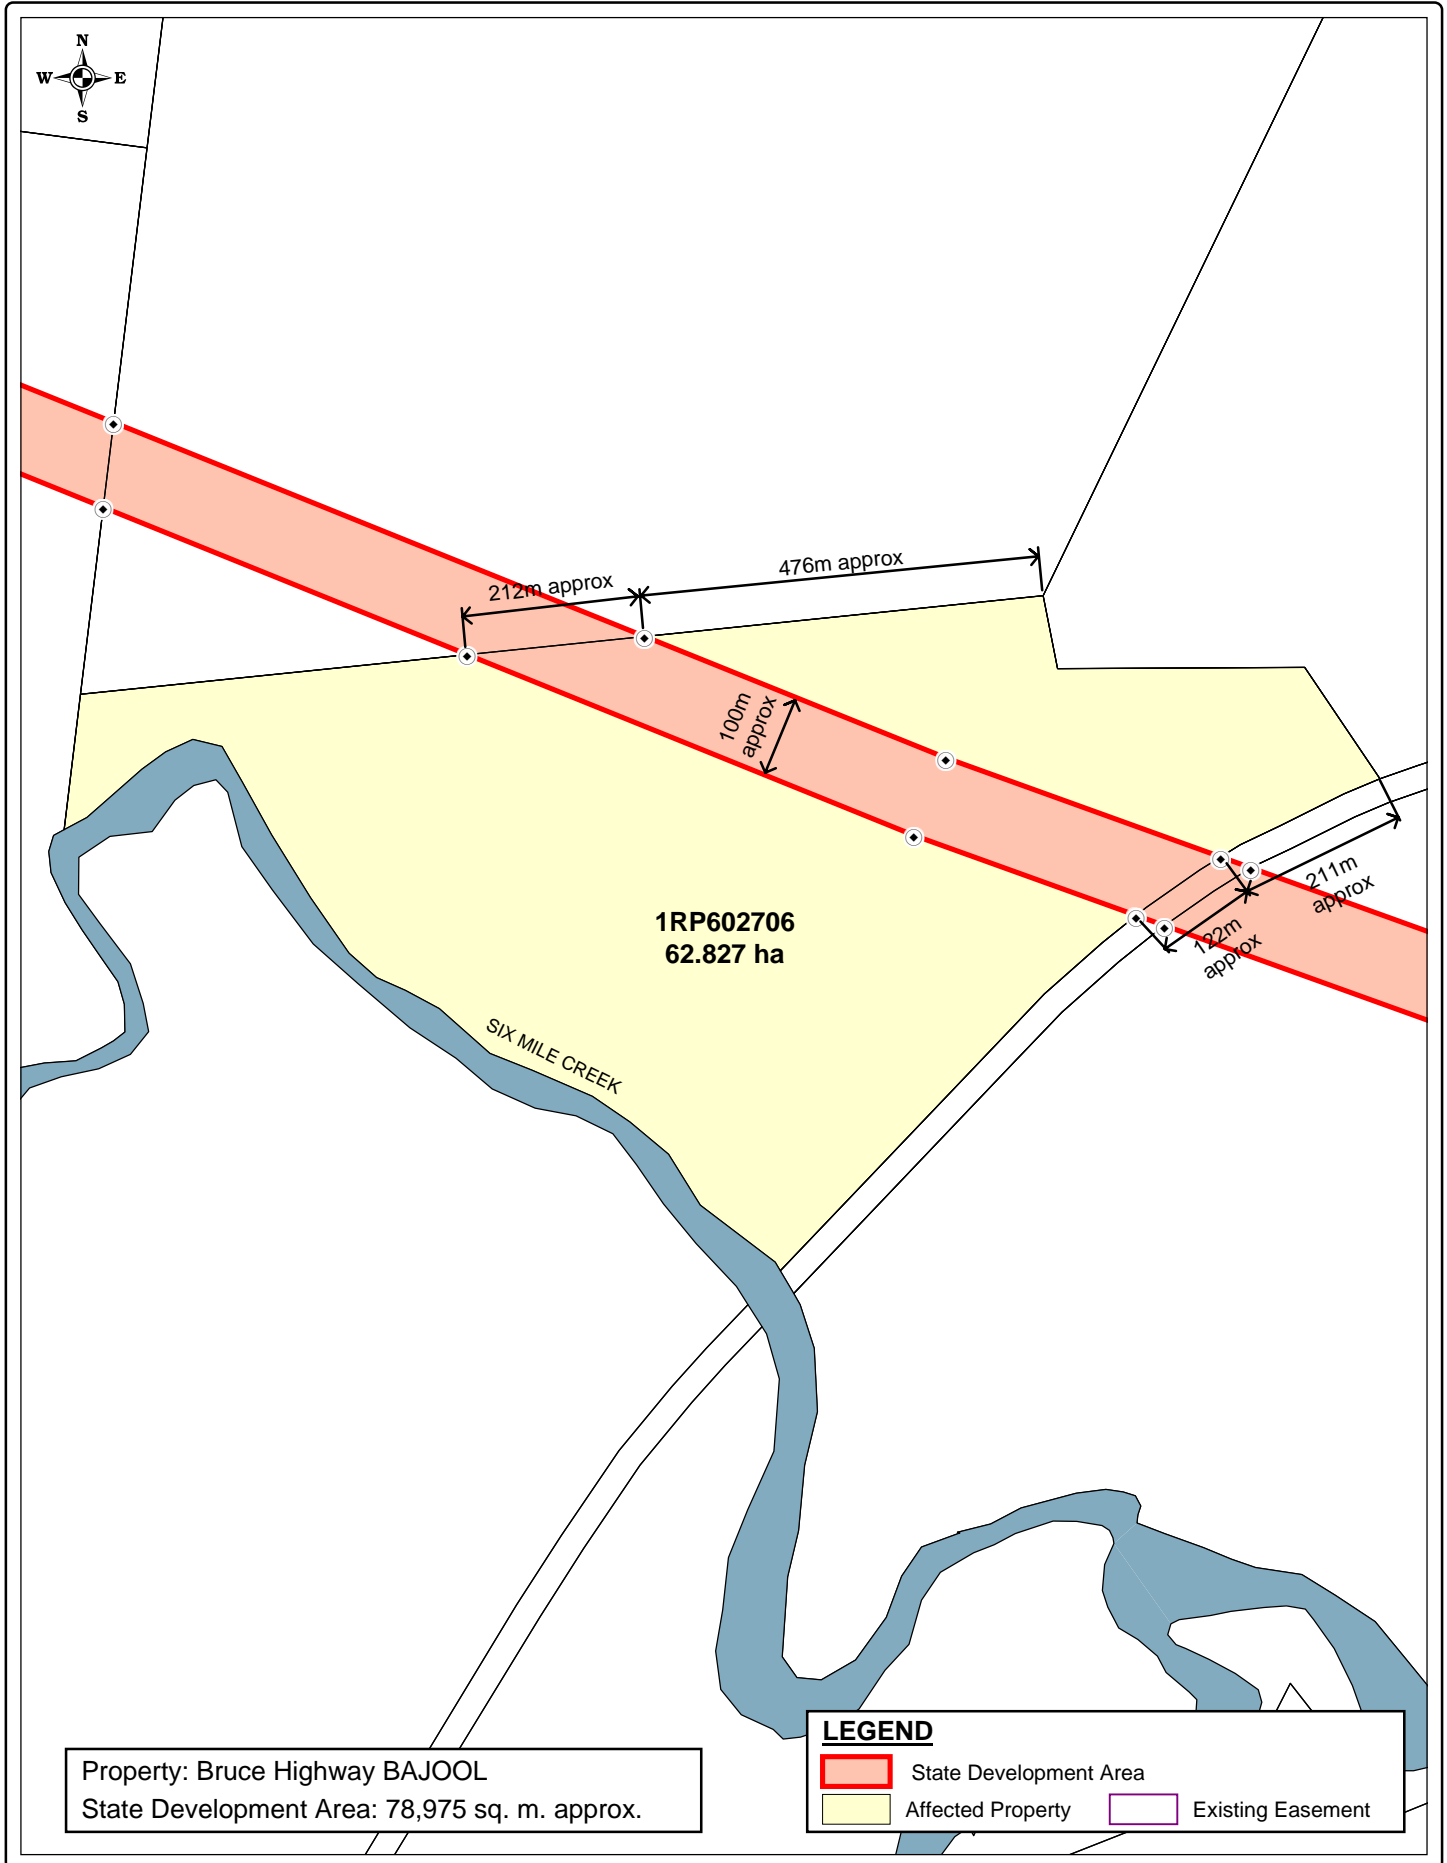 N
W E
S
476m approx
212m approx
100m
approx
211m
approx
122m
approx
1RP602706
62.827 ha
SIX MILE CREEK
Property: Bruce Highway BAJOOL
State Development Area: 78,975 sq. m. approx.
LEGEND
State Development Area
Affected Property Existing Easement